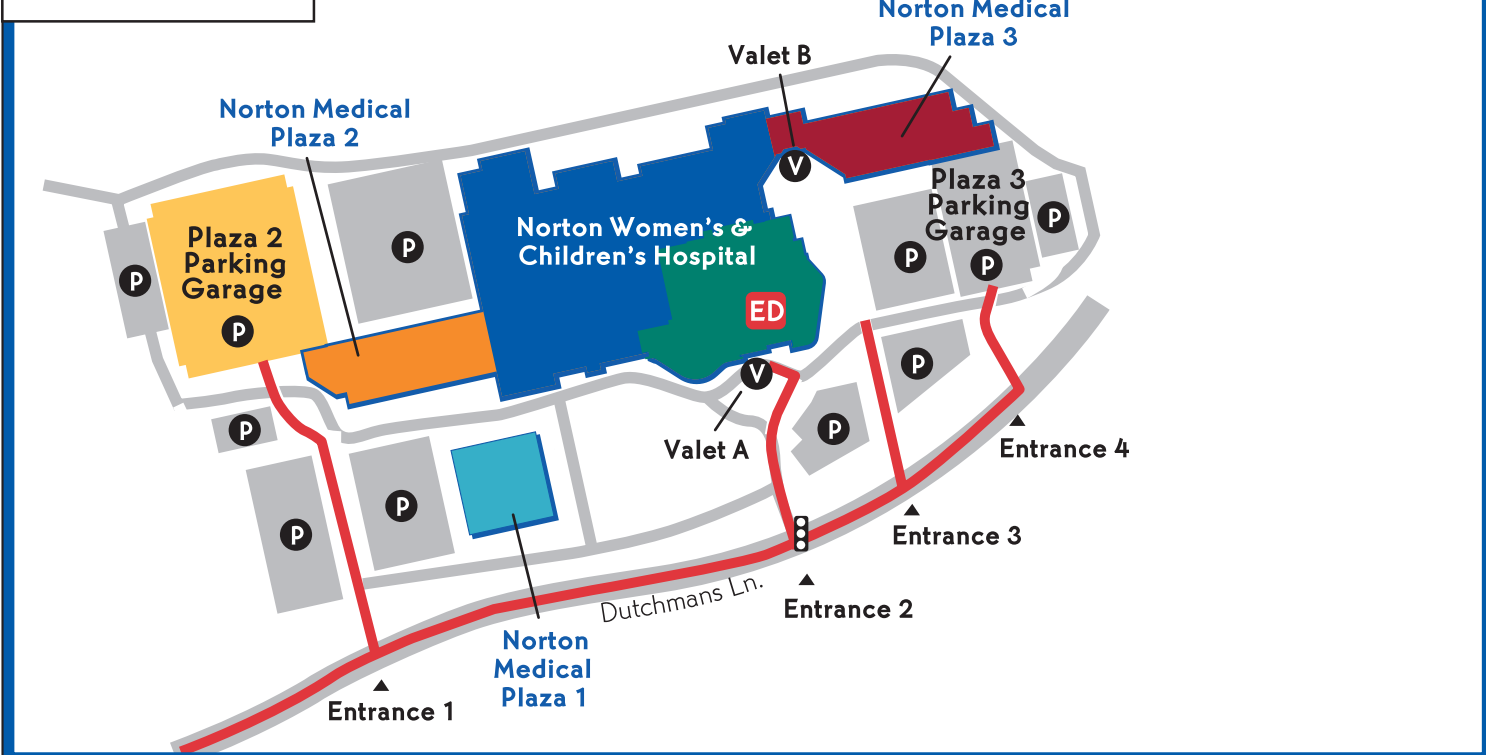 Norton Medical
Plaza 3
Valet B
Norton Medical
Plaza 2
V
Plaza 3
Parking
Garage
P
P
P
P
Norton Women's &
Children's Hospital
Plaza 2
Parking
Garage
P
P
P
ED
P
V
Valet A
P
P
Entrance 4
P
P
Entrance 3
Dutchmans Ln.
Entrance 2
Norton
Medical
Plaza 1
Entrance 1